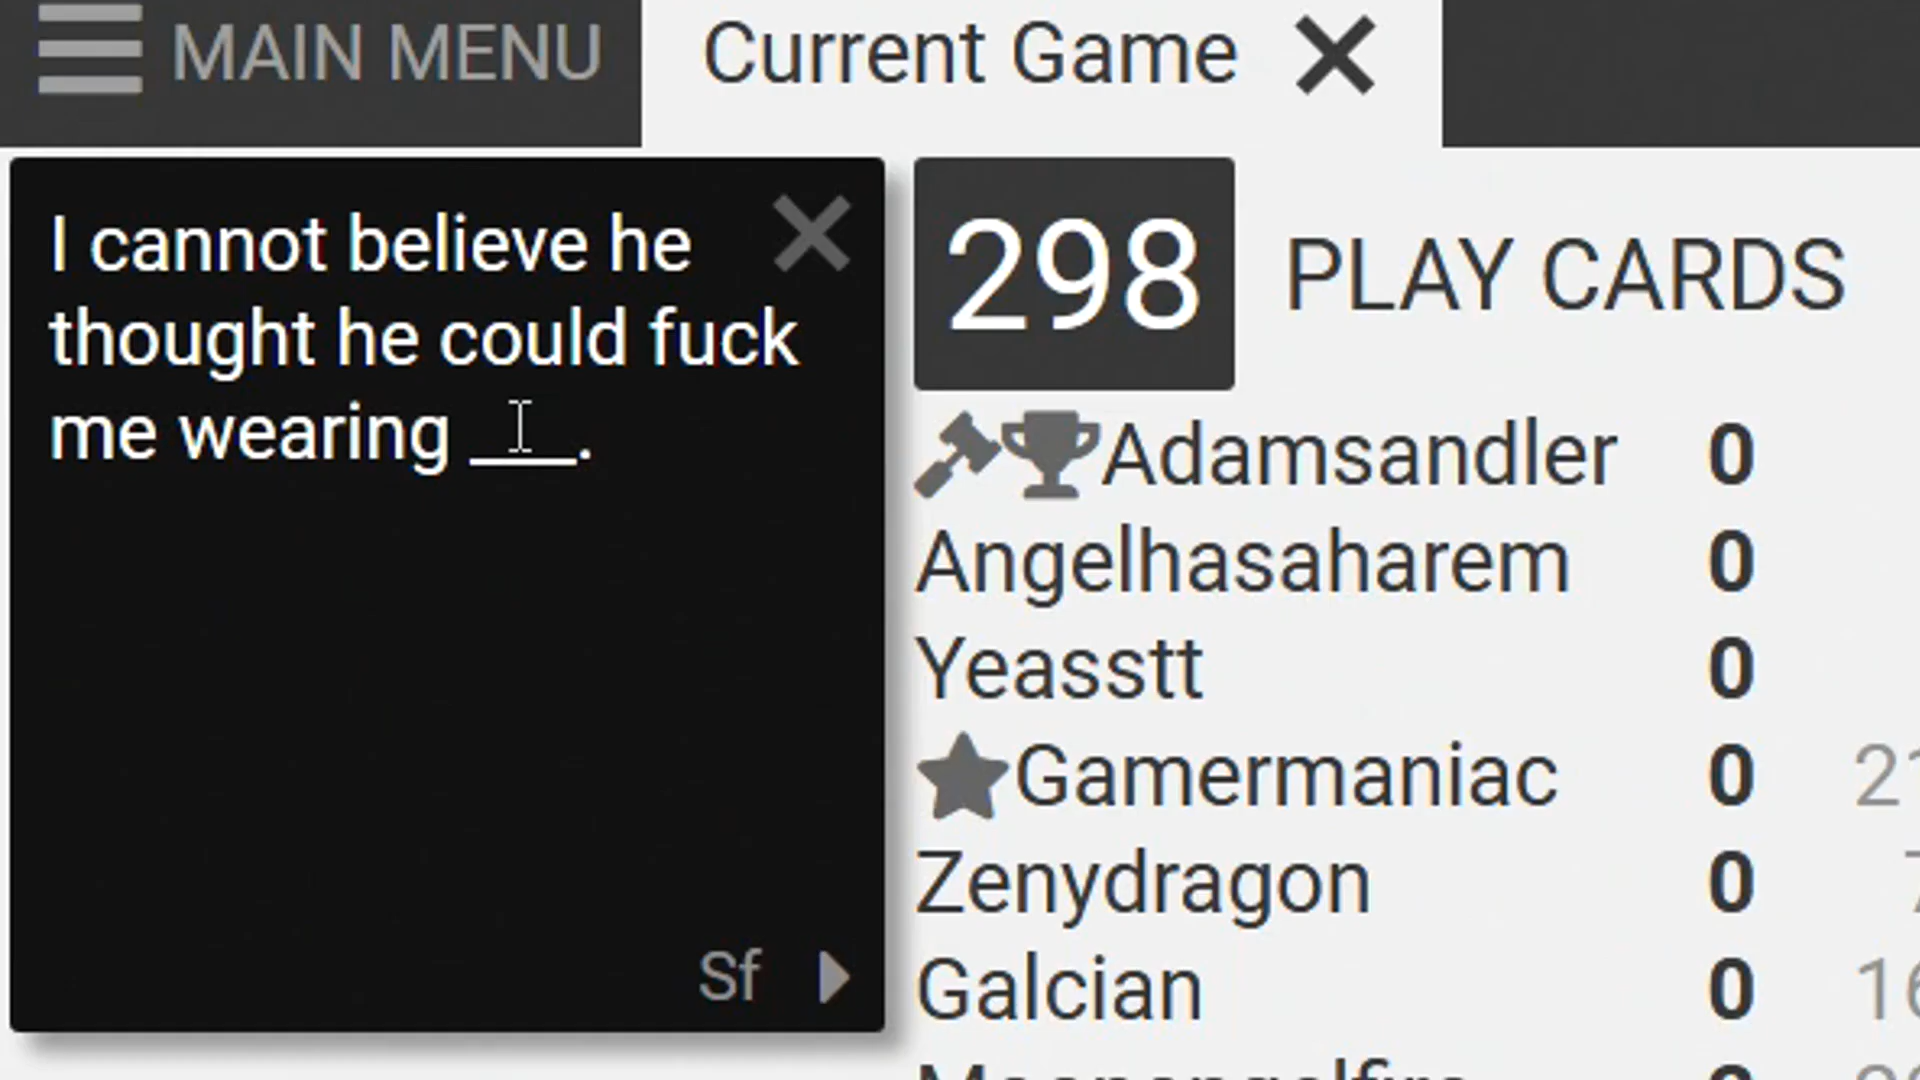 MAIN MENU
Current Game
I cannot believe he
thought he could fuck
me wearing ____.
Sf
298
PLAY CARDS
Adamsandler 0
Angelhasaharem 0
Yeasstt 0
Gamermaniac 0
Zenydragon 0
Galcian 0